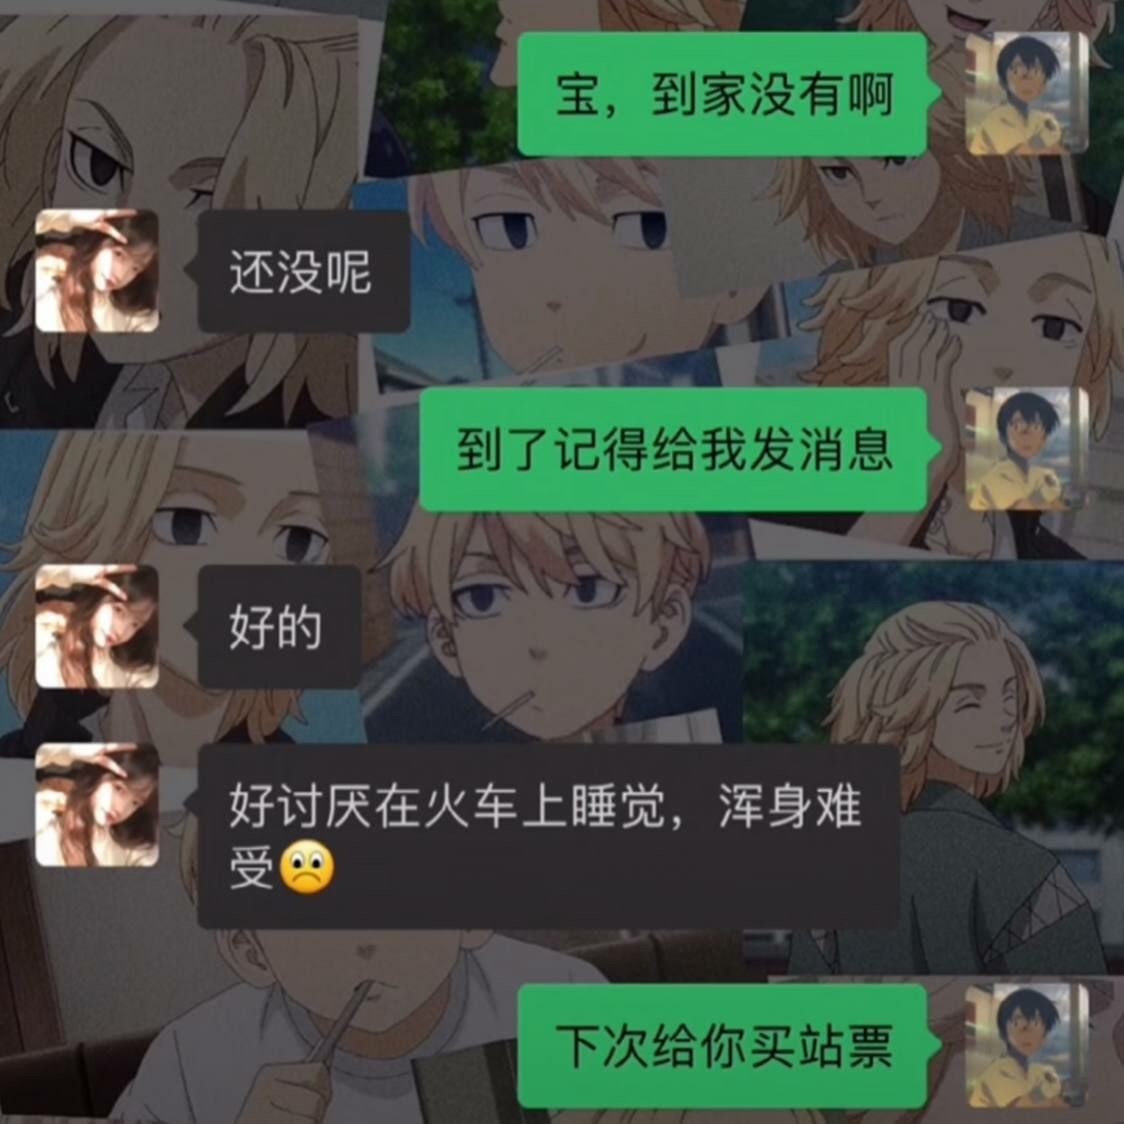 宝，到家没有啊
还没呢
到了记得给我发消息
好的
好讨厌在火车上睡觉，浑身难
受🙁
下次给你买站票